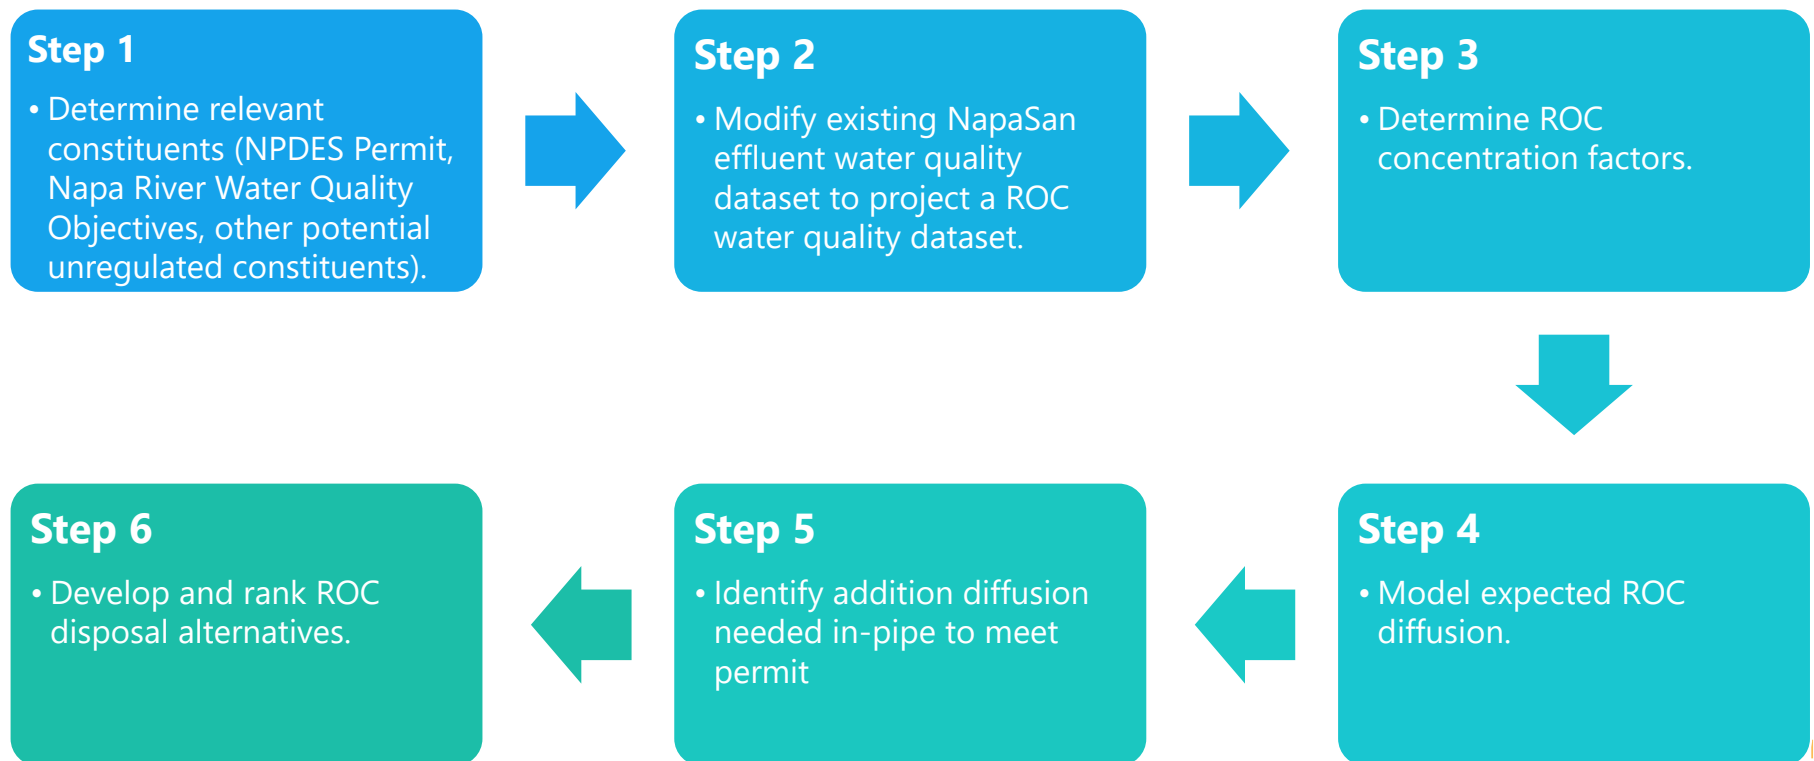 Step 1
• Determine relevant
constituents (NPDES Permit,
Napa River Water Quality
Objectives, other potential
unregulated constituents).
Step 2
• Modify existing NapaSan
effluent water quality
dataset to project a ROC
water quality dataset.
Step 3
• Determine ROC
concentration factors.
Step 4
• Model expected ROC
diffusion.
Step 5
• Identify addition diffusion
needed in-pipe to meet
permit
Step 6
• Develop and rank ROC
disposal alternatives.